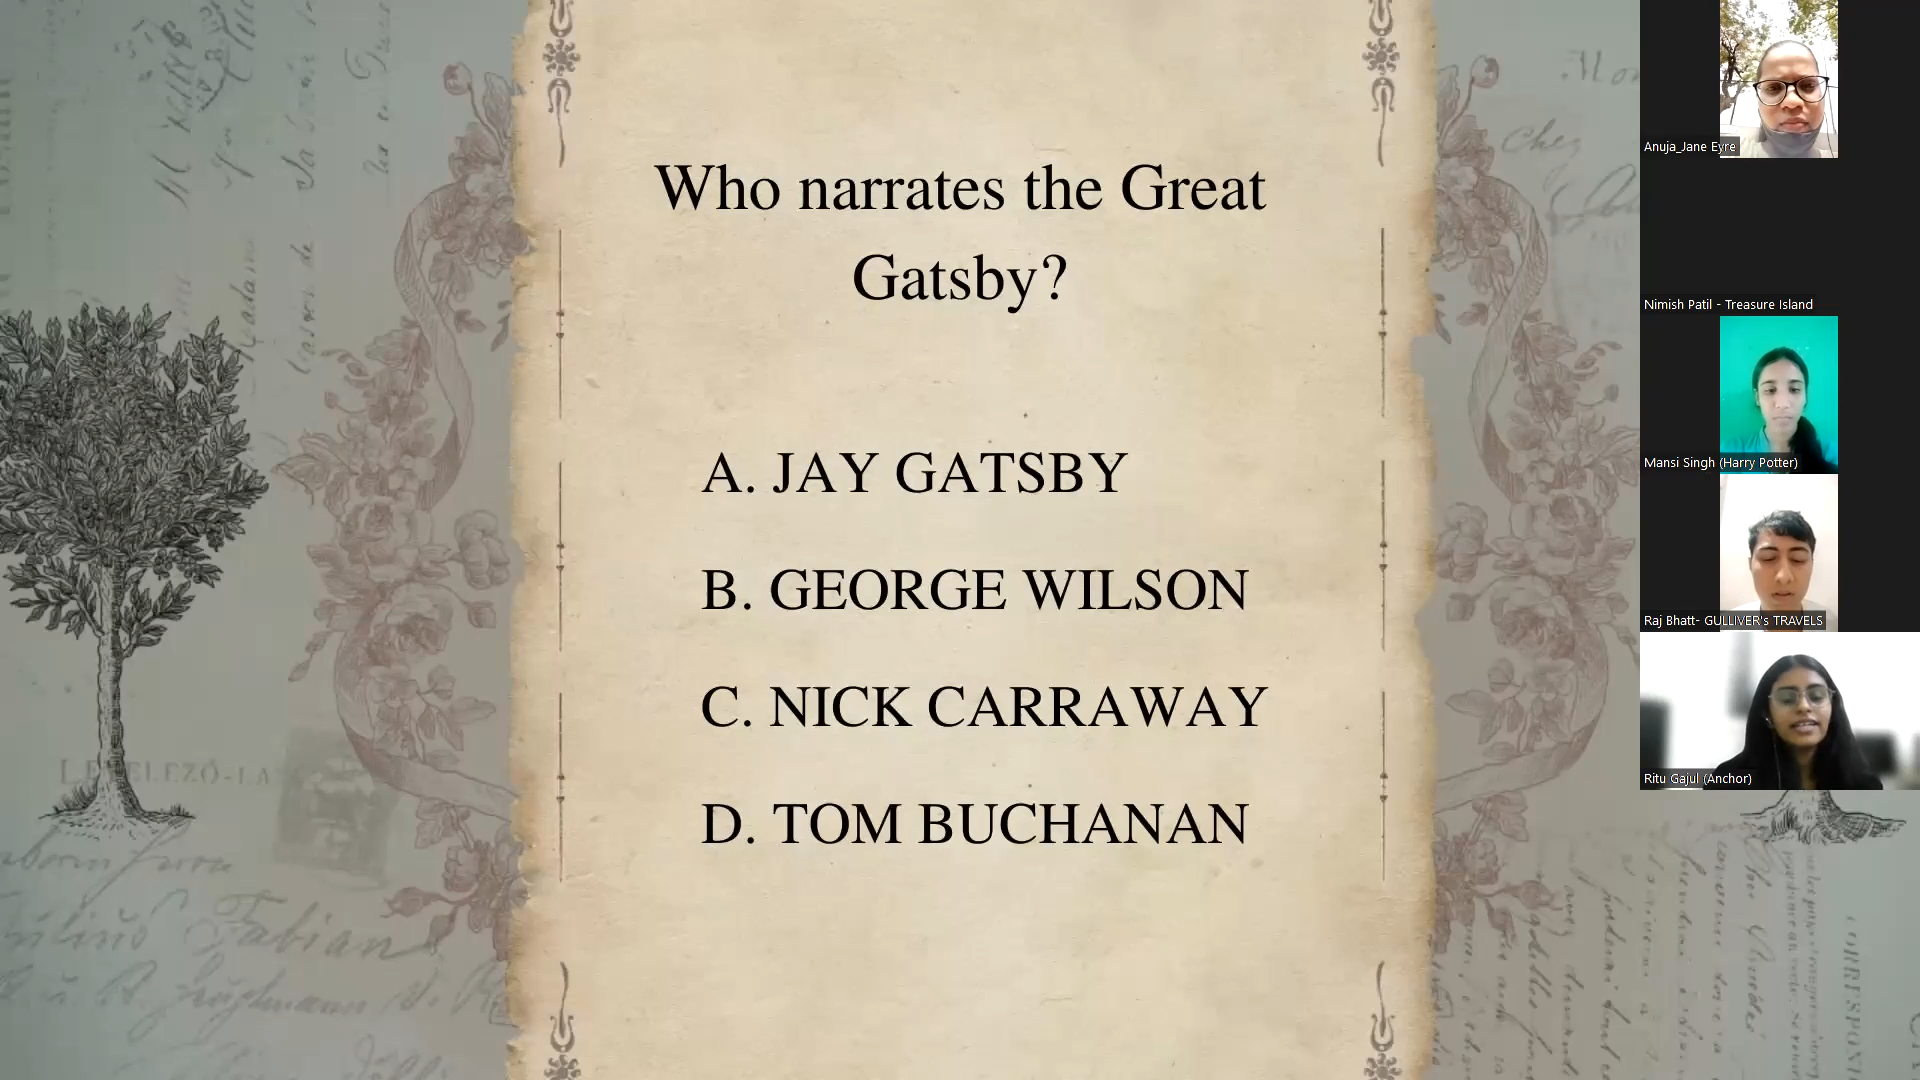 Who narrates the Great
Gatsby?
A. JAY GATSBY
B. GEORGE WILSON
C. NICK CARRAWAY
D. TOM BUCHANAN
Anuja_Jane Eyre
Nimish Patil - Treasure Island
Mansi Singh (Harry Potter)
Raj Bhatt- GULLIVER's TRAVELS
Ritu Gajul (Anchor)